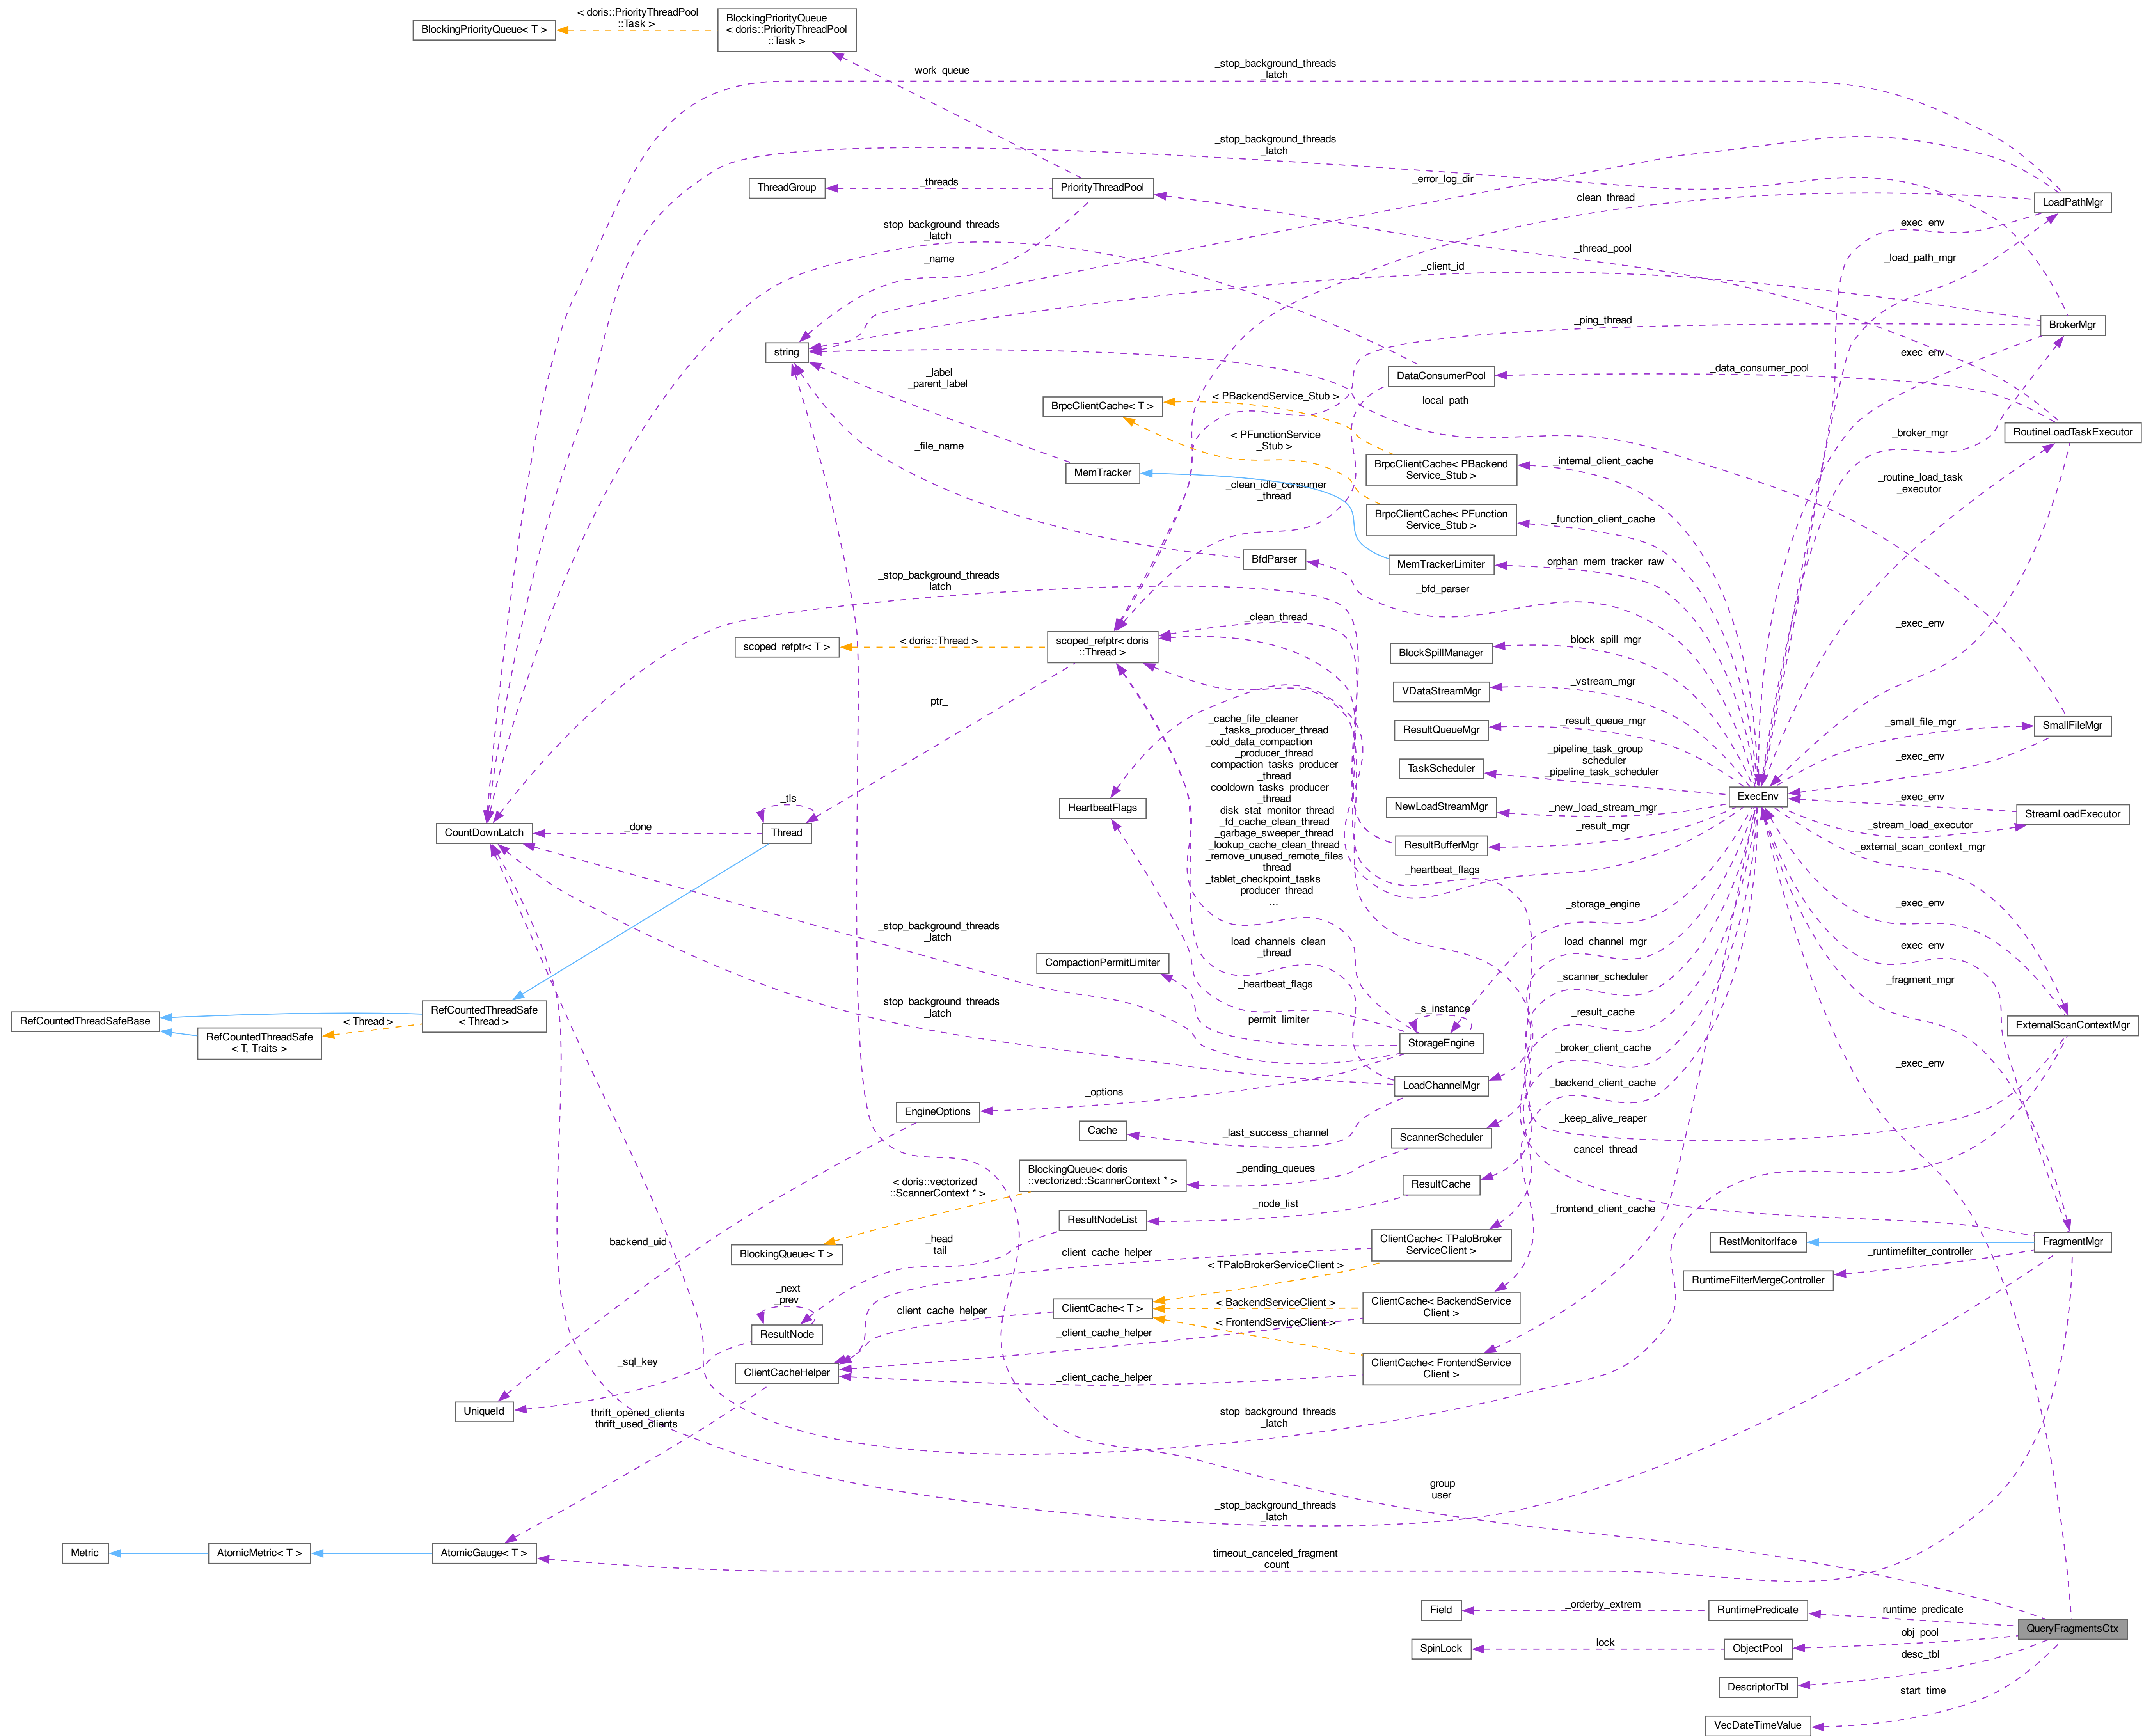 < doris::PriorityThreadPool
::Task >
BlockingPriorityQueue< T >
BlockingPriorityQueue
< doris::PriorityThreadPool
::Task >
_work_queue
_stop_background_threads
_latch
_stop_background_threads
_latch
ThreadGroup
_threads
PriorityThreadPool
_error_log_dir
_clean_thread
LoadPathMgr
_exec_env
_stop_background_threads
_latch
_name
_thread_pool
_load_path_mgr
_client_id
_ping_thread
BrokerMgr
string
_exec_env
_label
_parent_label
DataConsumerPool
_data_consumer_pool
BrpcClientCache< T >
< PBackendService_Stub >
_local_path
_file_name
< PFunctionService
_Stub >
_broker_mgr
RoutineLoadTaskExecutor
MemTracker
BrpcClientCache< PBackend
Service_Stub >
_internal_client_cache
_clean_idle_consumer
_thread
_routine_load_task
_executor
BrpcClientCache< PFunction
Service_Stub >
_function_client_cache
BfdParser
MemTrackerLimiter
_orphan_mem_tracker_raw
_stop_background_threads
_latch
_bfd_parser
_clean_thread
_exec_env
scoped_refptr< T >
< doris::Thread >
scoped_refptr< doris
::Thread >
BlockSpillManager
_block_spill_mgr
ptr_
VDataStreamMgr
_vstream_mgr
_cache_file_cleaner
_tasks_producer_thread
_cold_data_compaction
_producer_thread
_compaction_tasks_producer
_thread
_cooldown_tasks_producer
_thread
_disk_stat_monitor_thread
_fd_cache_clean_thread
_garbage_sweeper_thread
_lookup_cache_clean_thread
_remove_unused_remote_files
_thread
_tablet_checkpoint_tasks
_producer_thread
...
ResultQueueMgr
_result_queue_mgr
_small_file_mgr
SmallFileMgr
_pipeline_task_group
_scheduler
_pipeline_task_scheduler
TaskScheduler
_exec_env
_tls
HeartbeatFlags
NewLoadStreamMgr
_new_load_stream_mgr
ExecEnv
_exec_env
StreamLoadExecutor
CountDownLatch
_done
Thread
_result_mgr
_stream_load_executor
ResultBufferMgr
_external_scan_context_mgr
_heartbeat_flags
_storage_engine
_exec_env
_stop_background_threads
_latch
_load_channels_clean
_thread
_load_channel_mgr
_exec_env
CompactionPermitLimiter
_scanner_scheduler
_fragment_mgr
_heartbeat_flags
RefCountedThreadSafeBase
< Thread >
RefCountedThreadSafe
< Thread >
_stop_background_threads
_latch
_s_instance
_result_cache
RefCountedThreadSafe
< T, Traits >
_permit_limiter
StorageEngine
_broker_client_cache
ExternalScanContextMgr
_exec_env
EngineOptions
_options
LoadChannelMgr
_backend_client_cache
Cache
_last_success_channel
ScannerScheduler
_keep_alive_reaper
_cancel_thread
< doris::vectorized
::ScannerContext * >
BlockingQueue< doris
::vectorized::ScannerContext * >
_pending_queues
ResultCache
_node_list
_frontend_client_cache
ResultNodeList
backend_uid
BlockingQueue< T >
_head
_tail
_client_cache_helper
ClientCache< TPaloBroker
ServiceClient >
RestMonitorIface
_runtimefilter_controller
FragmentMgr
< TPaloBrokerServiceClient >
RuntimeFilterMergeController
_next
_prev
_client_cache_helper
ClientCache< T >
< BackendServiceClient >
ClientCache< BackendService
Client >
ResultNode
< FrontendServiceClient >
_client_cache_helper
_sql_key
ClientCacheHelper
_client_cache_helper
ClientCache< FrontendService
Client >
UniqueId
thrift_opened_clients
thrift_used_clients
_stop_background_threads
_latch
group
user
_stop_background_threads
_latch
Metric
AtomicMetric< T >
AtomicGauge< T >
timeout_canceled_fragment
_count
Field
_orderby_extrem
RuntimePredicate
_runtime_predicate
QueryFragmentsCtx
SpinLock
_lock
ObjectPool
obj_pool
desc_tbl
DescriptorTbl
_start_time
VecDateTimeValue